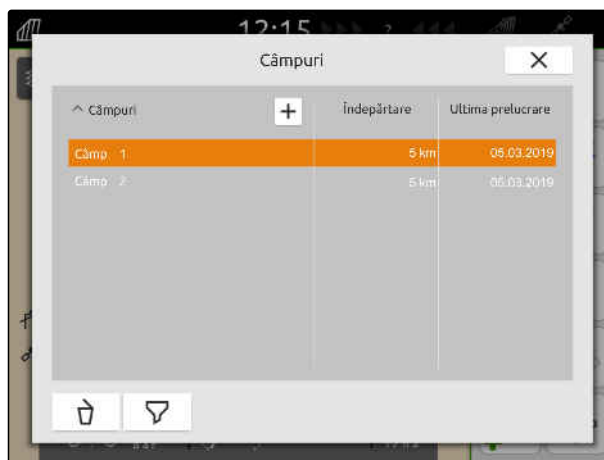 12:15
Câmpuri
Câmpuri Îndepărtare Ultima prelucrare
Câmp 1 5 km 05.03.2019
Câmp 2 5 km 05.03.2019